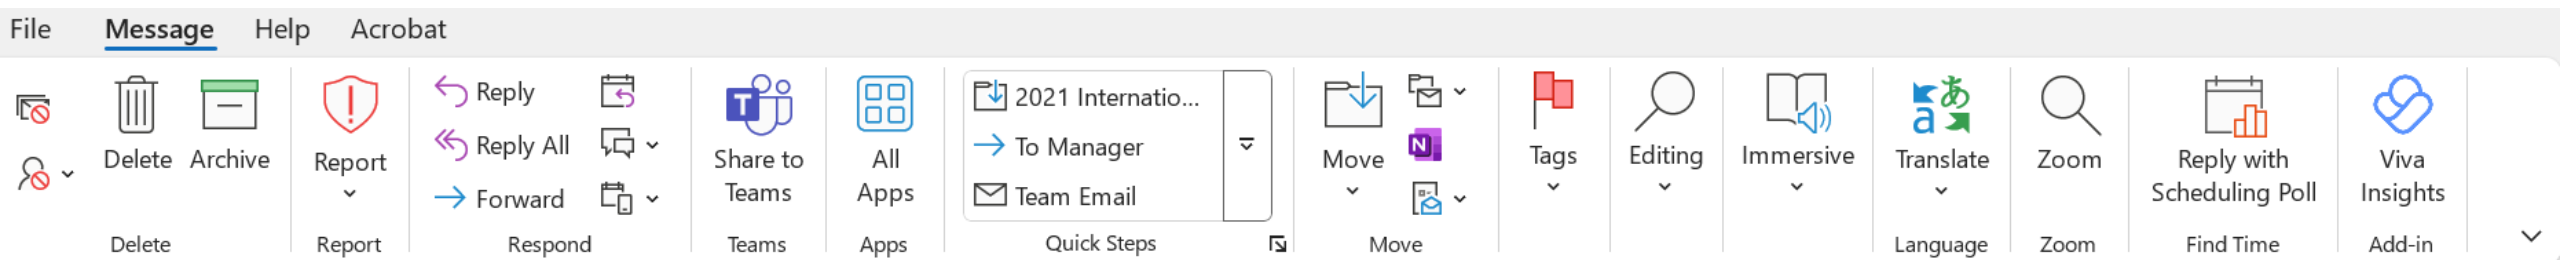 File Message Help Acrobat
Delete
Archive
Delete
Report
Report
Reply
Reply All
Forward
Respond
T
Share to
Teams
Teams
All
Apps
Apps
2021 Internatio...
To Manager
Team Email
Quick Steps
Move
N
Move
Tags
Editing
Immersive
aあ
Translate
Language
Zoom
Zoom
Reply with
Scheduling Poll
Find Time
Viva
Insights
Add-in